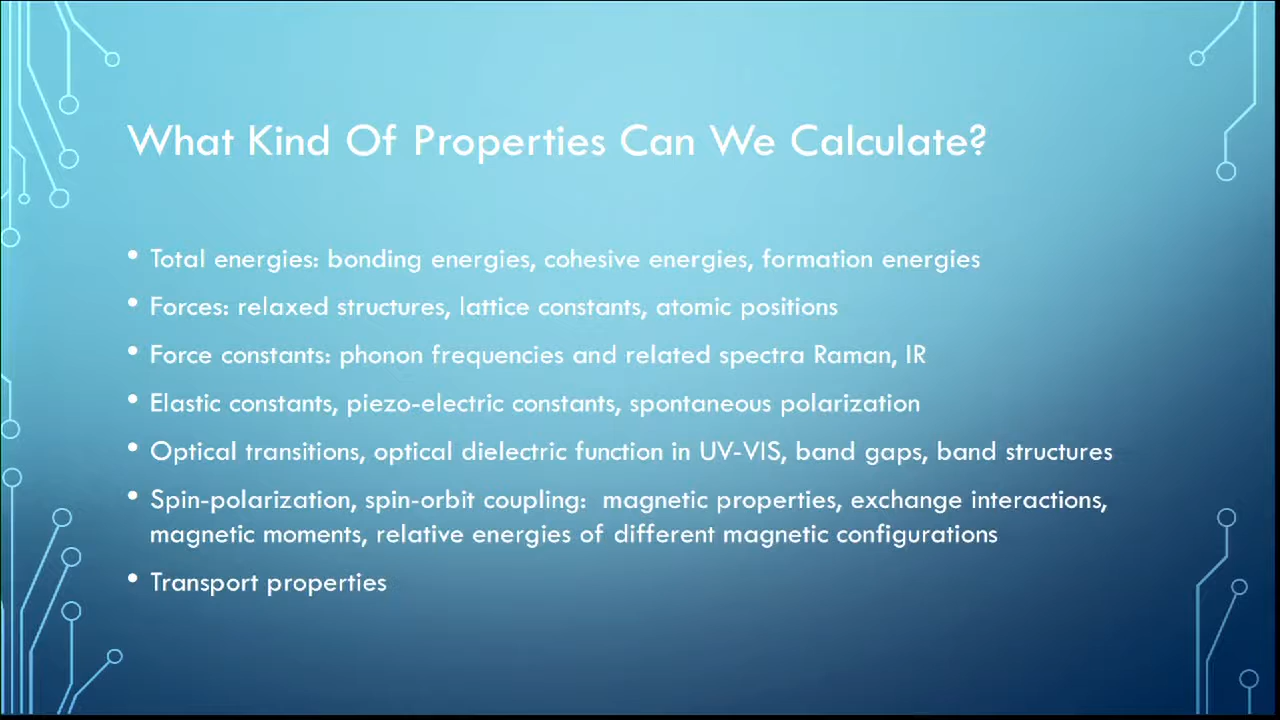 What Kind Of Properties Can We Calculate?
• Total energies: bonding energies, cohesive energies, formation energies
• Forces: relaxed structures, lattice constants, atomic positions
• Force constants: phonon frequencies and related spectra Raman, IR
• Elastic constants, piezo-electric constants, spontaneous polarization
• Optical transitions, optical dielectric function in UV-VIS, band gaps, band structures
• Spin-polarization, spin-orbit coupling:  magnetic properties, exchange interactions,
magnetic moments, relative energies of different magnetic configurations
• Transport properties